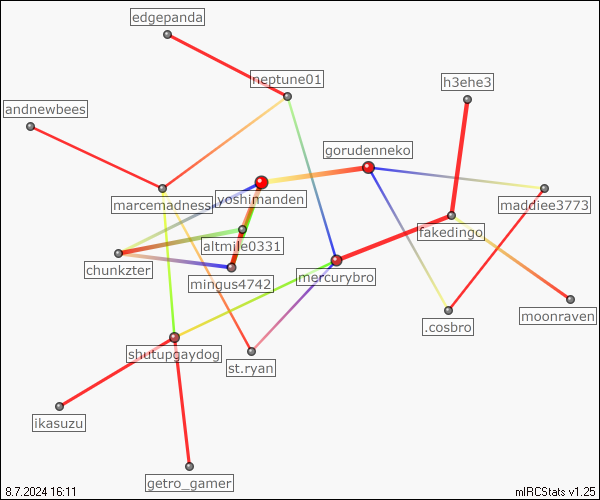 edgepanda
neptune01
h3ehe3
andnewbees
gorudenneko
marcemadness
yoshimanden
maddiee3773
altmile0331
fakedingo
chunkzter
mingus4742
mercurybro
moonraven
.cosbro
shutupgaydog
st.ryan
ikasuzu
getro_gamer
8.7.2024 16:11
mIRCStats v1.25